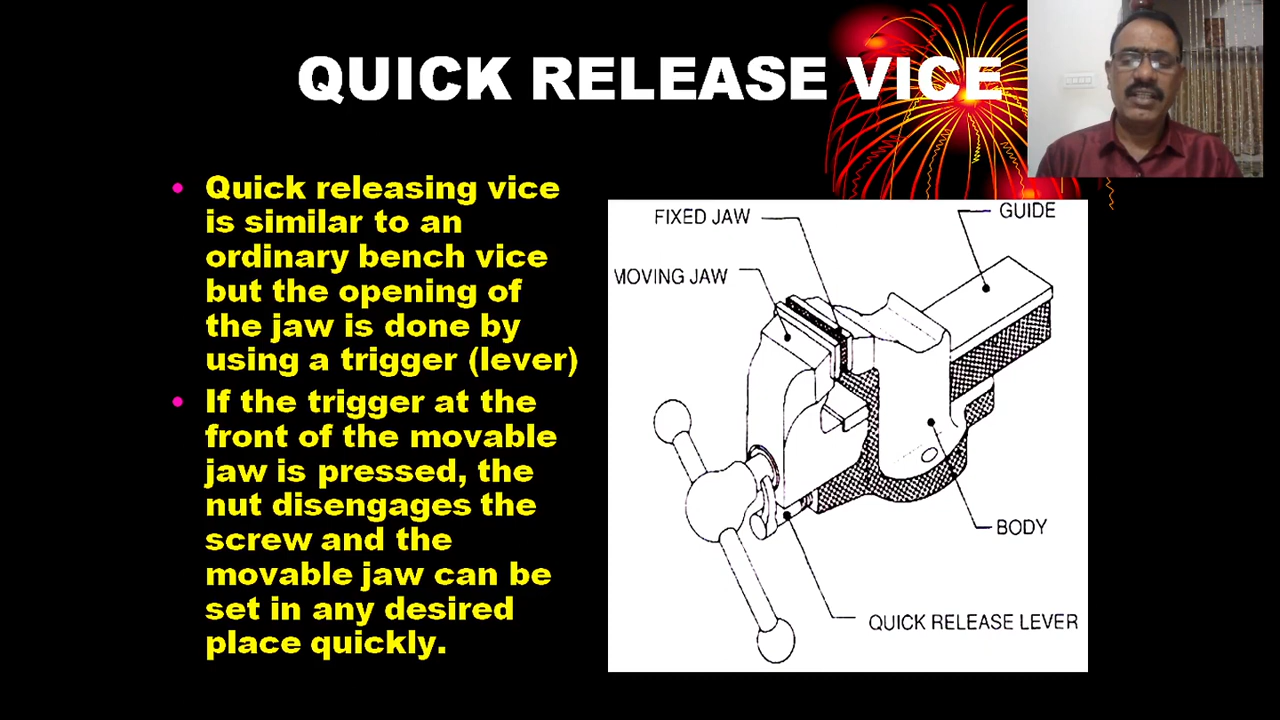 QUICK RELEASE VICE
Quick releasing vice
is similar to an
ordinary bench vice
but the opening of
the jaw is done by
using a trigger (lever)
If the trigger at the
front of the movable
jaw is pressed, the
nut disengages the
screw and the
movable jaw can be
set in any desired
place quickly.
FIXED JAW
GUIDE
MOVING JAW
BODY
QUICK RELEASE LEVER